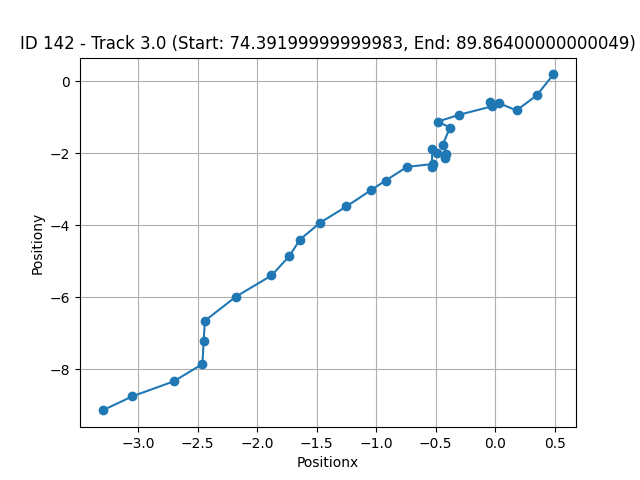 ID 142 - Track 3.0 (Start: 74.39199999999983, End: 89.86400000000049)
0
−2
−4
−6
−8
Positiony
−3.0 −2.5 −2.0 −1.5 −1.0 −0.5 0.0 0.5
Positionx